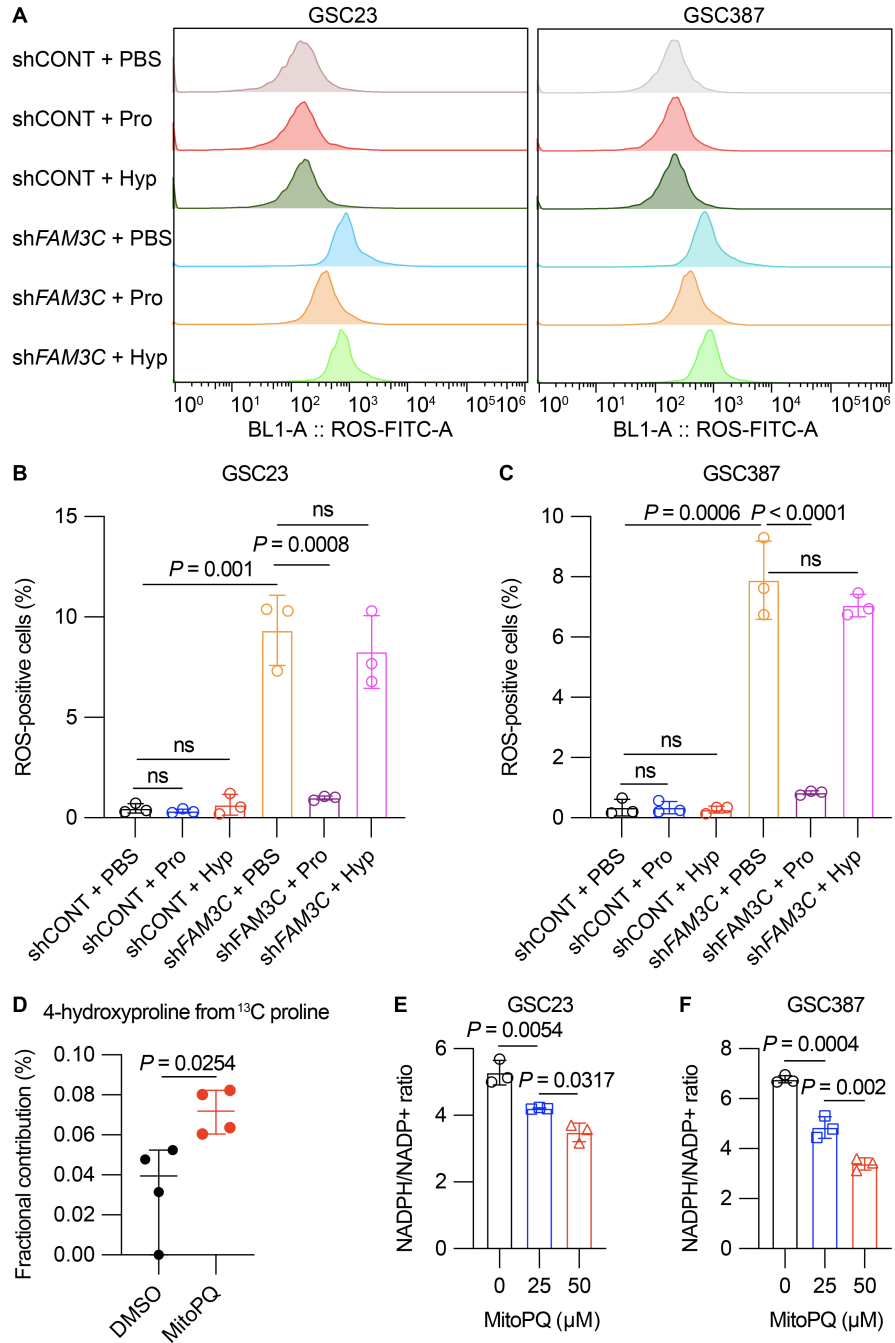 A
GSC23
GSC387
shCONT + PBS
shCONT + Pro
shCONT + Hyp
shFAM3C + PBS
shFAM3C + Pro
shFAM3C + Hyp
10⁰ 10¹ 10² 10³ 10⁴ 10⁵ 10⁶
10⁰ 10¹ 10² 10³ 10⁴ 10⁵ 10⁶
BL1-A :: ROS-FITC-A
BL1-A :: ROS-FITC-A
B
GSC23
ROS-positive cells (%)
15
10
5
0
ns
P = 0.0008
P = 0.001
ns
ns
shCONT + PBS
shCONT + Pro
shCONT + Hyp
shFAM3C + PBS
shFAM3C + Pro
shFAM3C + Hyp
C
GSC387
ROS-positive cells (%)
10
8
6
4
2
0
P = 0.0006
P < 0.0001
ns
ns
ns
shCONT + PBS
shCONT + Pro
shCONT + Hyp
shFAM3C + PBS
shFAM3C + Pro
shFAM3C + Hyp
D
4-hydroxyproline from ¹³C proline
Fractional contribution (%)
0.10
0.08
0.06
0.04
0.02
0.00
P = 0.0254
DMSO
MitoPQ
E
GSC23
NADPH/NADP+ ratio
6
4
2
0
P = 0.0054
P = 0.0317
0 25 50
MitoPQ (μM)
F
GSC387
NADPH/NADP+ ratio
8
6
4
2
0
P = 0.0004
P = 0.002
0 25 50
MitoPQ (μM)